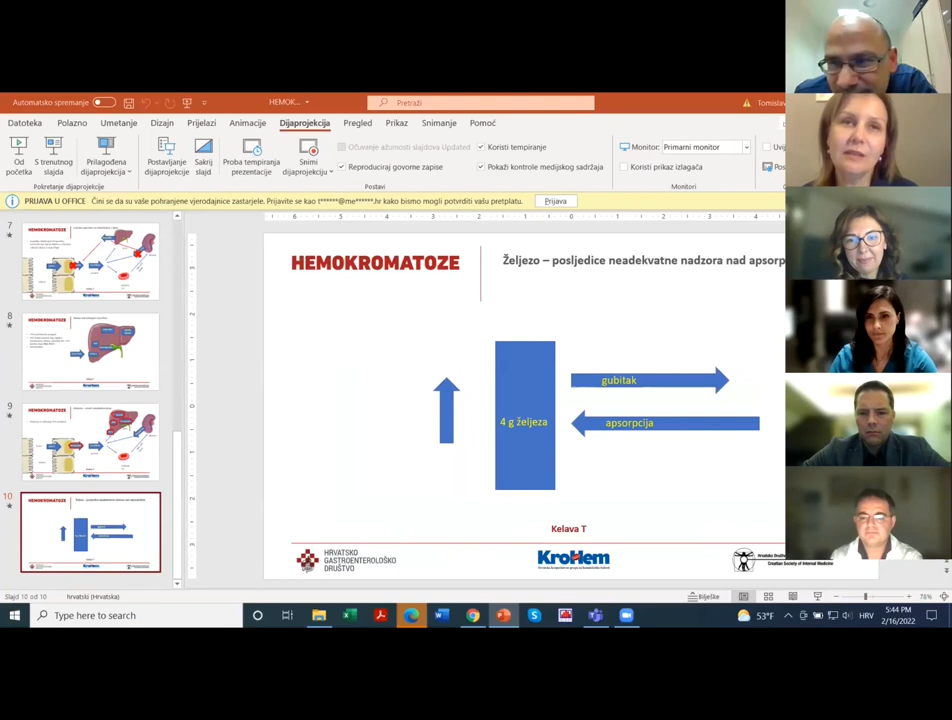 Automatsko spremanje
HEMOK...
Pretraži
Tomislav
Datoteka Polazno Umetanje Dizajn Prijelazi Animacije Dijaprojekcija Pregled Prikaz Snimanje Pomoć
Od početka
S trenutnog slajda
Prilagođena dijaprojekcija
Postavljanje dijaprojekcije
Sakrij slajd
Proba tempiranja prezentacije
Snimi dijaprojekciju
Očuvanje ažurnosti slajdova Updated
Reproduciraj govorne zapise
Koristi tempiranje
Pokaži kontrole medijskog sadržaja
Monitor: Primarni monitor
Koristi prikaz izlagača
Pokretanje dijaprojekcije
Postavi
Monitori
PRIJAVA U OFFICE Čini se da su vaše pohranjene vjerodajnice zastarjele. Prijavite se kao t******@me******.hr kako bismo mogli potvrditi vašu pretplatu.
Prijava
7
8
9
10
HEMOKROMATOZE
Željezo – posljedice neadekvatne nadzora nad apsorp
gubitak
4 g željeza
apsorpcija
Kelava T
HRVATSKO
GASTROENTEROLOŠKO
DRUŠTVO
KroHem
Croatian Society of Internal Medicine
Slajd 10 od 10
hrvatski (Hrvatska)
Bilješke
78%
Type here to search
53°F
HRV
5:44 PM
2/16/2022